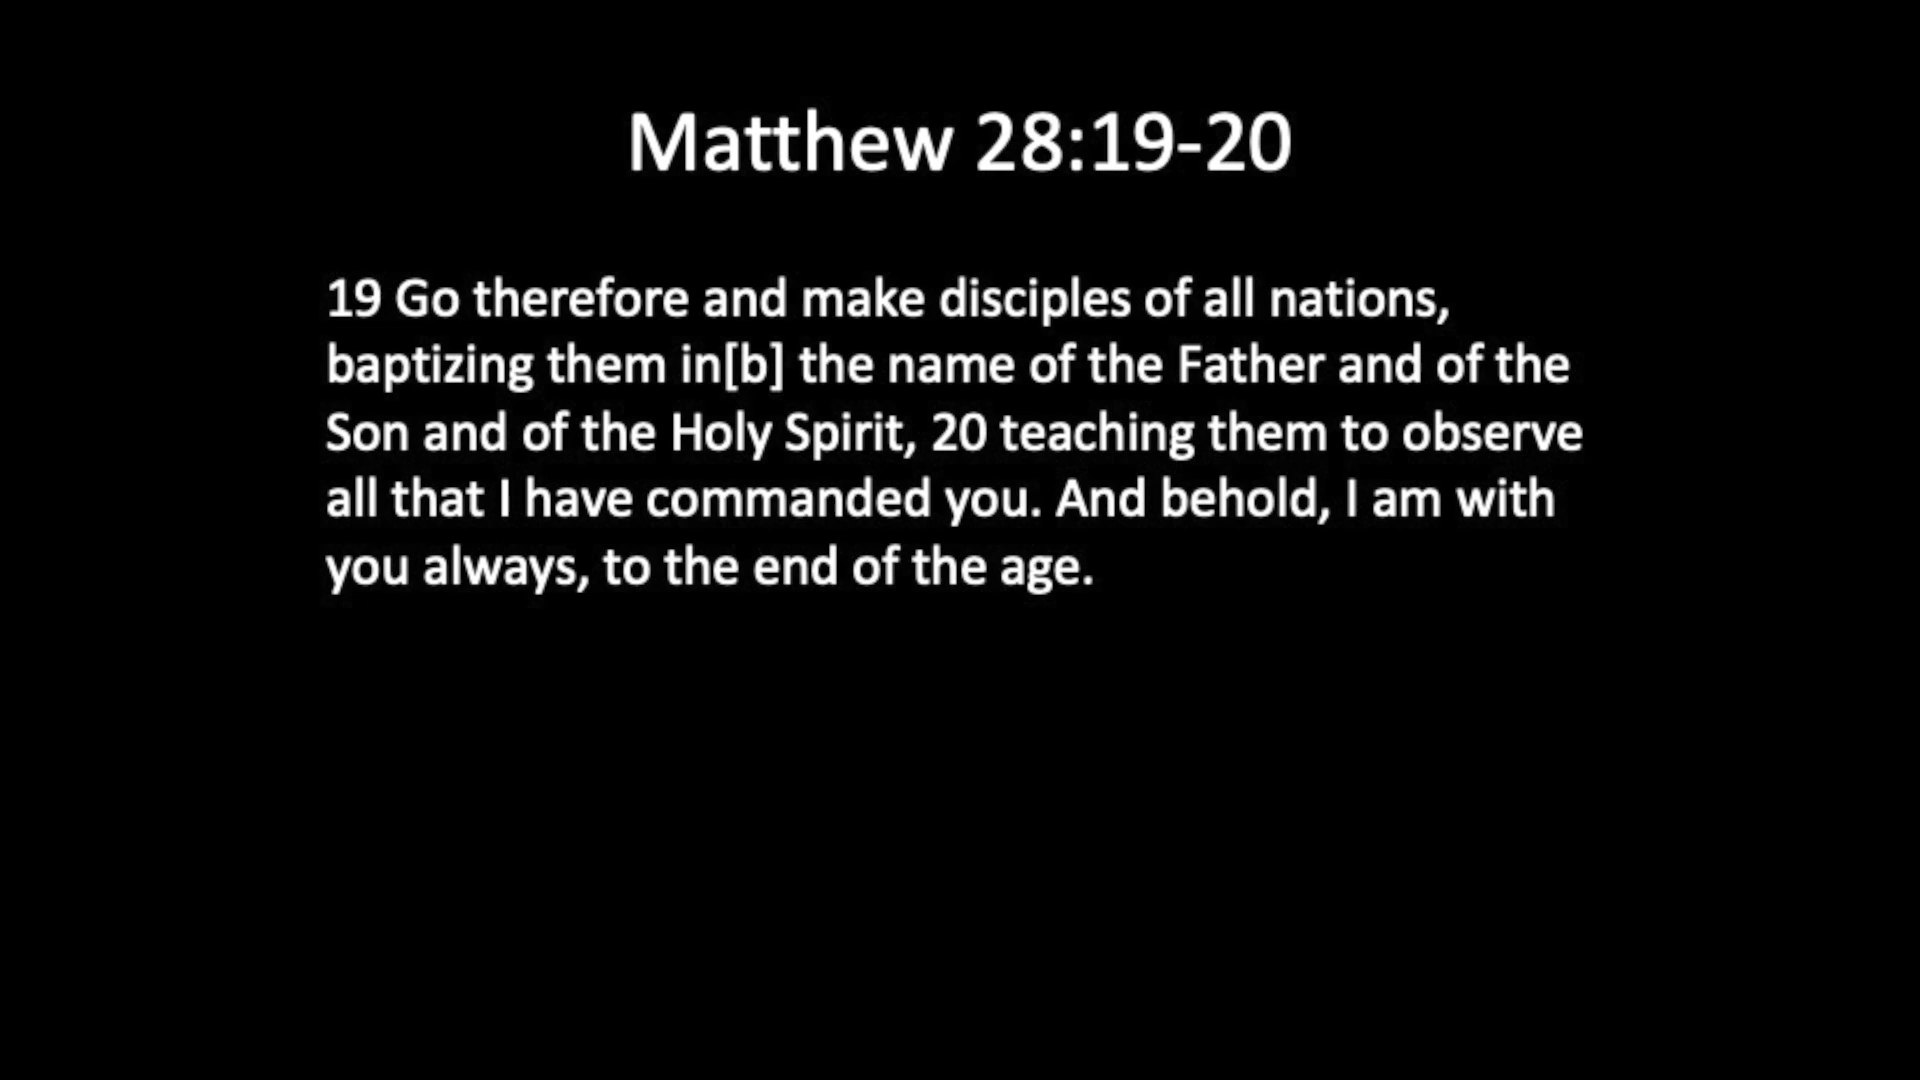 Matthew 28:19-20
19 Go therefore and make disciples of all nations,
baptizing them in[b] the name of the Father and of the
Son and of the Holy Spirit, 20 teaching them to observe
all that I have commanded you. And behold, I am with
you always, to the end of the age.